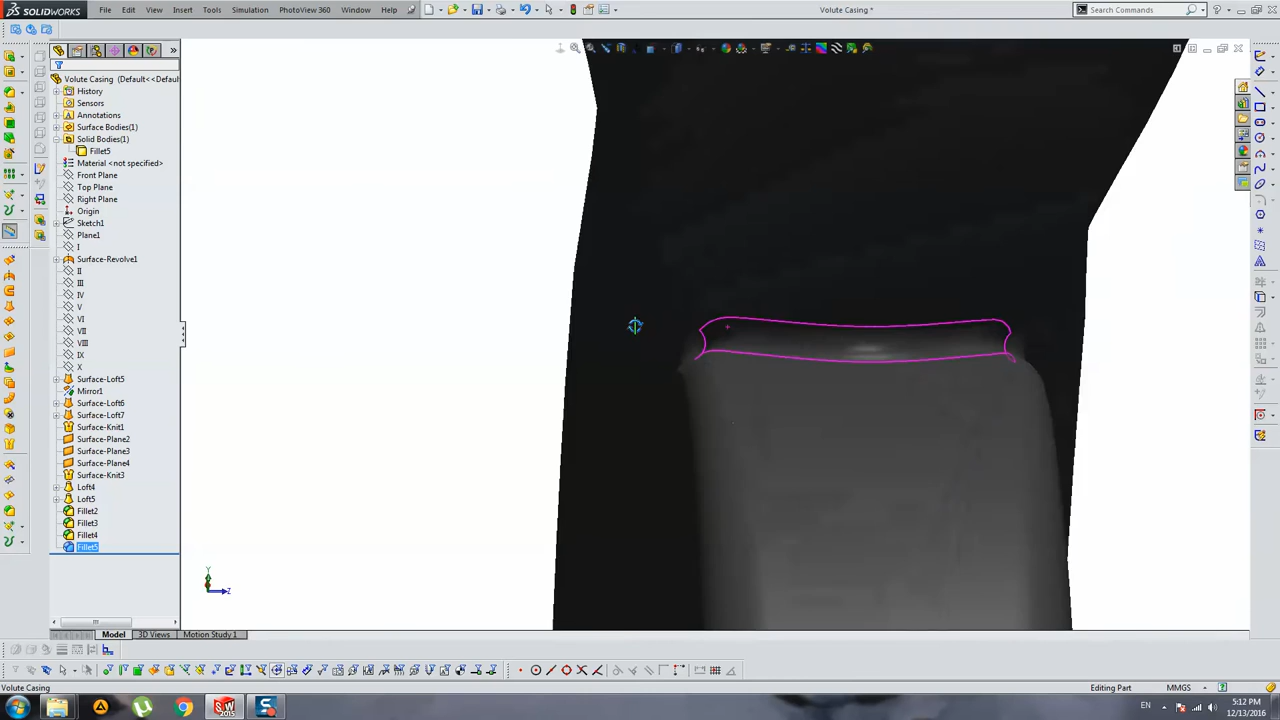 SOLIDWORKS
File Edit View Insert Tools Simulation PhotoView 360 Window Help
Volute Casing *
Search Commands
Volute Casing (Default<<Defaul
History
Sensors
Annotations
Surface Bodies(1)
Solid Bodies(1)
Fillet5
Material <not specified>
Front Plane
Top Plane
Right Plane
Origin
Sketch1
Plane1
I
Surface-Revolve1
II
III
IV
V
VI
VII
VIII
IX
X
Surface-Loft5
Mirror1
Surface-Loft6
Surface-Loft7
Surface-Knit1
Surface-Plane2
Surface-Plane3
Surface-Plane4
Surface-Knit3
Loft4
Loft5
Fillet2
Fillet3
Fillet4
Fillet5
Y
Z
Model 3D Views Motion Study 1
Volute Casing
Editing Part
MMGS
EN
5:12 PM
12/13/2016
SW
2015